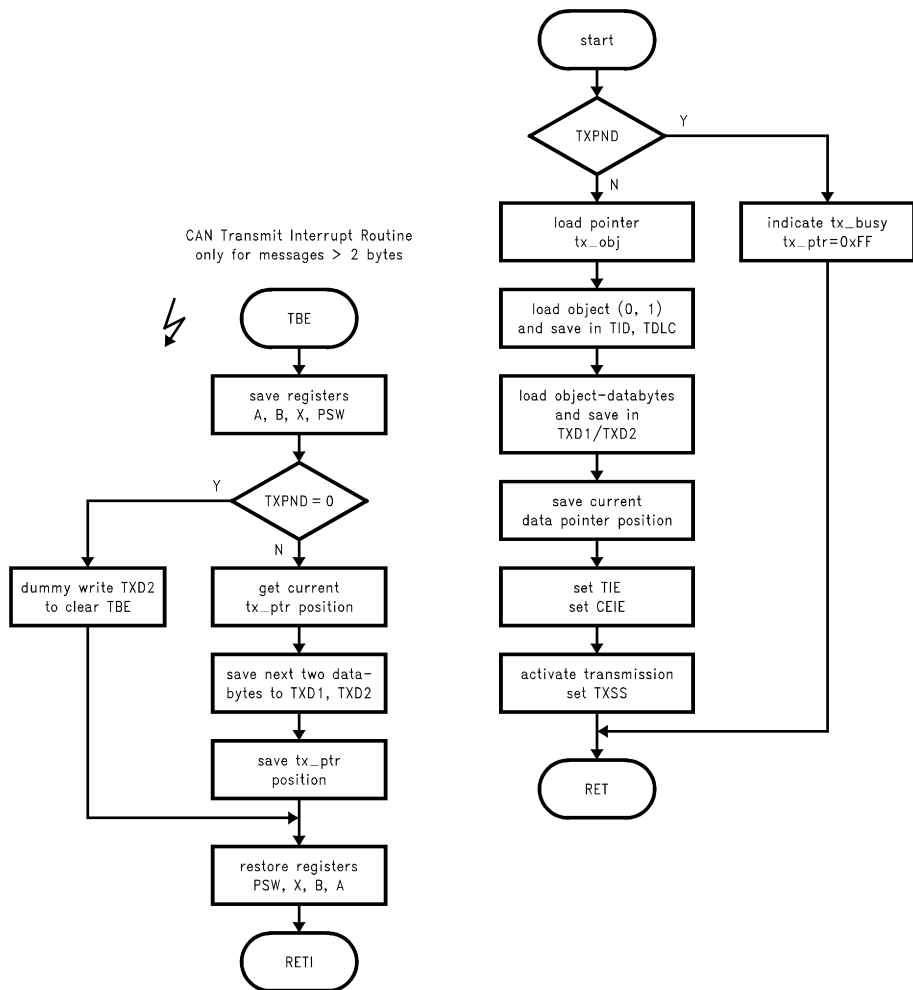 CAN Transmit Interrupt Routine
only for messages > 2 bytes
TBE
save registers
A, B, X, PSW
TXPND = 0
Y
N
dummy write TXD2
to clear TBE
get current
tx_ptr position
save next two data-
bytes to TXD1, TXD2
save tx_ptr
position
restore registers
PSW, X, B, A
RETI
start
TXPND
Y
N
load pointer
tx_obj
indicate tx_busy
tx_ptr=0xFF
load object (0, 1)
and save in TID, TDLC
load object-databytes
and save in
TXD1/TXD2
save current
data pointer position
set TIE
set CEIE
activate transmission
set TXSS
RET